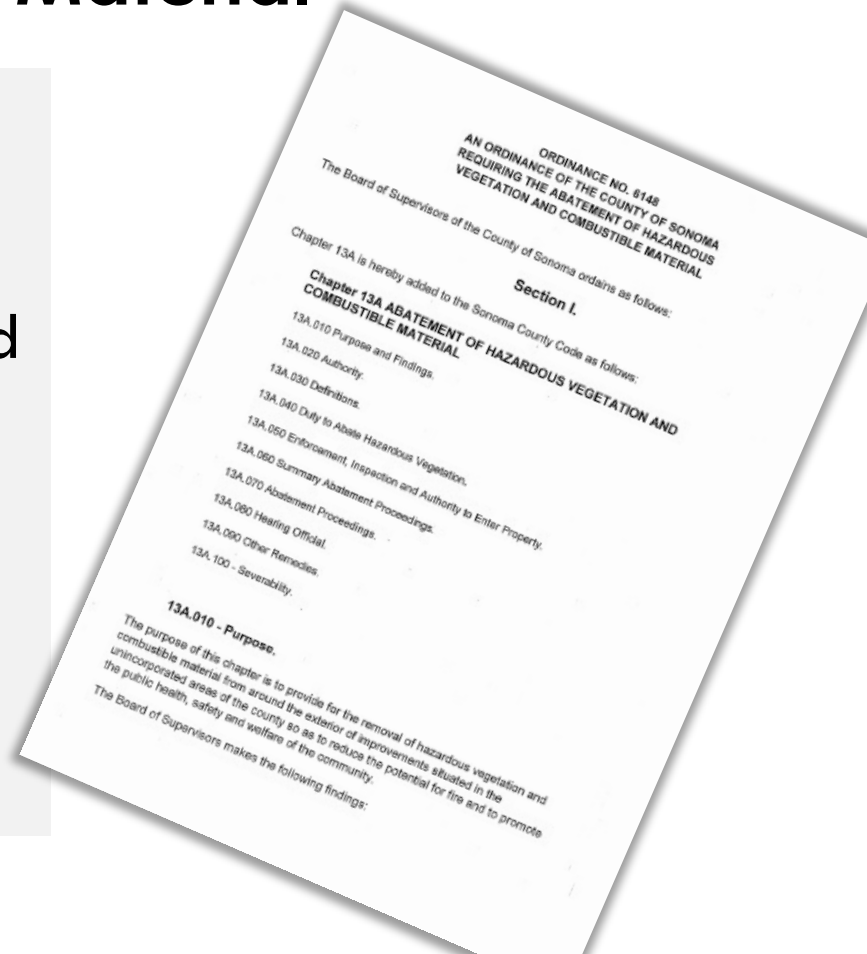 Material
d
ORDINANCE NO. 6148
AN ORDINANCE OF THE COUNTY OF SONOMA
REQUIRING THE ABATEMENT OF HAZARDOUS
VEGETATION AND COMBUSTIBLE MATERIAL
The Board of Supervisors of the County of Sonoma ordains as follows:
Section I.
Chapter 13A is hereby added to the Sonoma County Code as follows:
Chapter 13A ABATEMENT OF HAZARDOUS VEGETATION AND
COMBUSTIBLE MATERIAL
13A.010 Purpose and Findings.
13A.020 Authority.
13A.030 Definitions.
13A.040 Duty to Abate Hazardous Vegetation.
13A.050 Enforcement, Inspection and Authority to Enter Property.
13A.060 Summary Abatement Proceedings.
13A.070 Abatement Proceedings.
13A.080 Hearing Official.
13A.090 Other Remedies.
13A.100 - Severability.
13A.010 - Purpose.
The purpose of this chapter is to provide for the removal of hazardous vegetation and
combustible material from around the exterior of improvements situated in the
unincorporated areas of the county so as to reduce the potential for fire and to promote
the public health, safety and welfare of the community.
The Board of Supervisors makes the following findings: